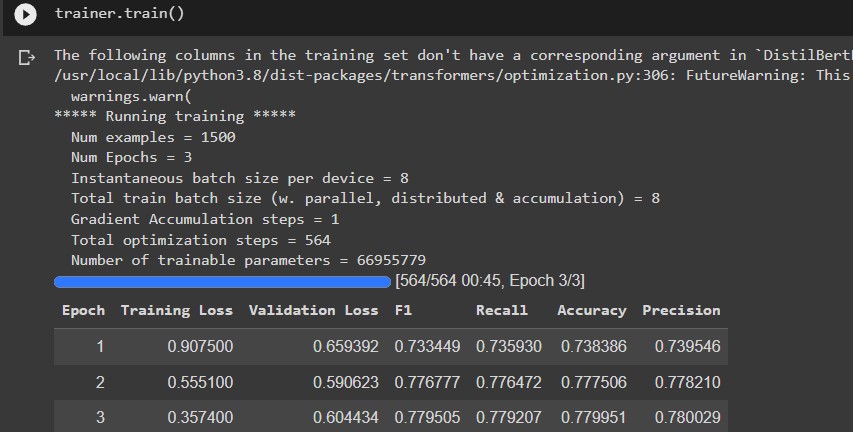 trainer.train()
The following columns in the training set don't have a corresponding argument in `DistilBert
/usr/local/lib/python3.8/dist-packages/transformers/optimization.py:306: FutureWarning: This
warnings.warn(
***** Running training *****
Num examples = 1500
Num Epochs = 3
Instantaneous batch size per device = 8
Total train batch size (w. parallel, distributed & accumulation) = 8
Gradient Accumulation steps = 1
Total optimization steps = 564
Number of trainable parameters = 66955779
[564/564 00:45, Epoch 3/3]
Epoch Training Loss Validation Loss F1 Recall Accuracy Precision
1 0.907500 0.659392 0.733449 0.735930 0.738386 0.739546
2 0.555100 0.590623 0.776777 0.776472 0.777506 0.778210
3 0.357400 0.604434 0.779505 0.779207 0.779951 0.780029